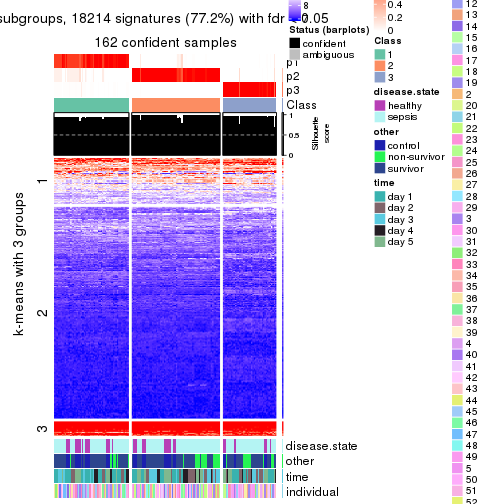 subgroups, 18214 signatures (77.2%) with fdr < 0.05
162 confident samples
p1
p2
p3
Class
1
0.5
0
Silhouette
score
k-means with 3 groups
1
2
3
disease.state
other
time
individual
8
Status (barplots)
confident
ambiguous
0.4
0.2
0
Class
1
2
3
disease.state
healthy
sepsis
other
control
non-survivor
survivor
time
day 1
day 2
day 3
day 4
day 5
12
13
14
15
16
17
18
19
2
20
21
22
23
24
25
26
27
28
29
3
30
31
32
33
34
35
36
37
38
39
4
40
41
42
43
44
45
46
47
48
49
5
50
51
52